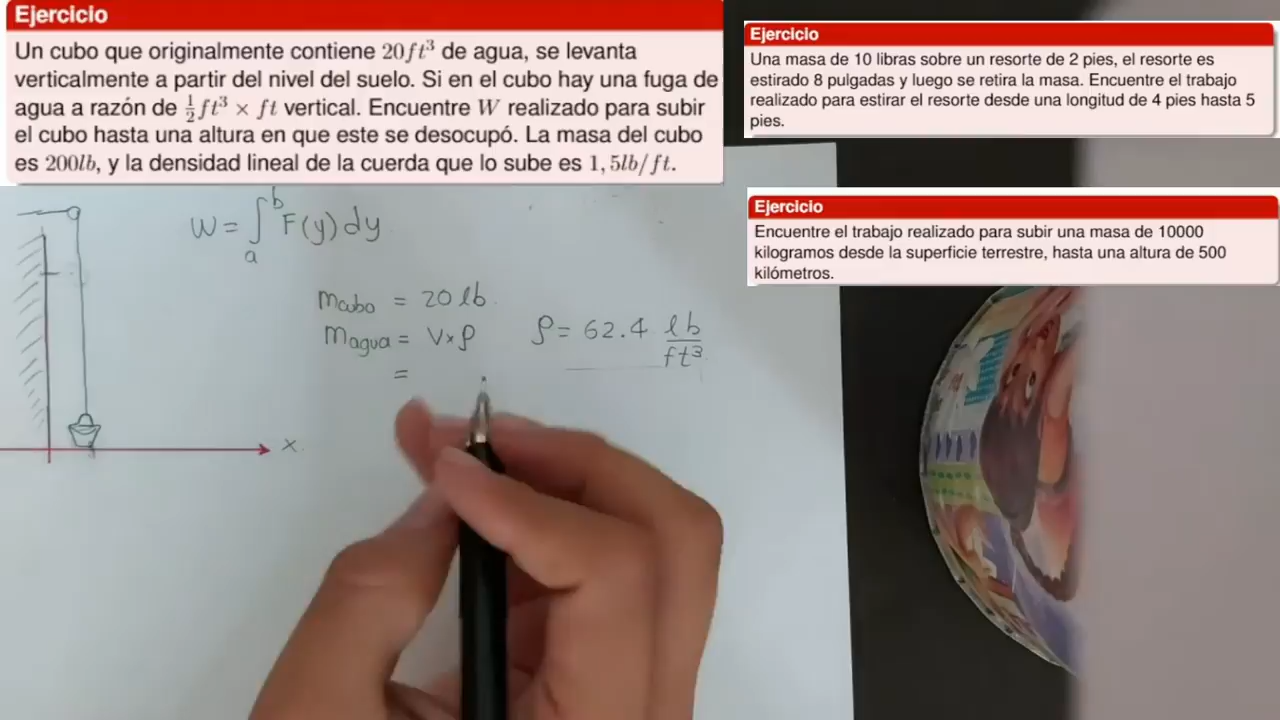 Ejercicio
Un cubo que originalmente contiene 20ft³ de agua, se levanta
verticalmente a partir del nivel del suelo. Si en el cubo hay una fuga de
agua a razón de ½ft³ × ft vertical. Encuentre W realizado para subir
el cubo hasta una altura en que este se desocupó. La masa del cubo
es 200lb, y la densidad lineal de la cuerda que lo sube es 1,5lb/ft.
Ejercicio
Una masa de 10 libras sobre un resorte de 2 pies, el resorte es
estirado 8 pulgadas y luego se retira la masa. Encuentre el trabajo
realizado para estirar el resorte desde una longitud de 4 pies hasta 5
pies.
Ejercicio
Encuentre el trabajo realizado para subir una masa de 10000
kilogramos desde la superficie terrestre, hasta una altura de 500
kilómetros.
W = ∫ₐᵇ F(y) dy
m cubo = 20 lb
m agua = V×ρ
ρ = 62.4 lb/ft³
=
x